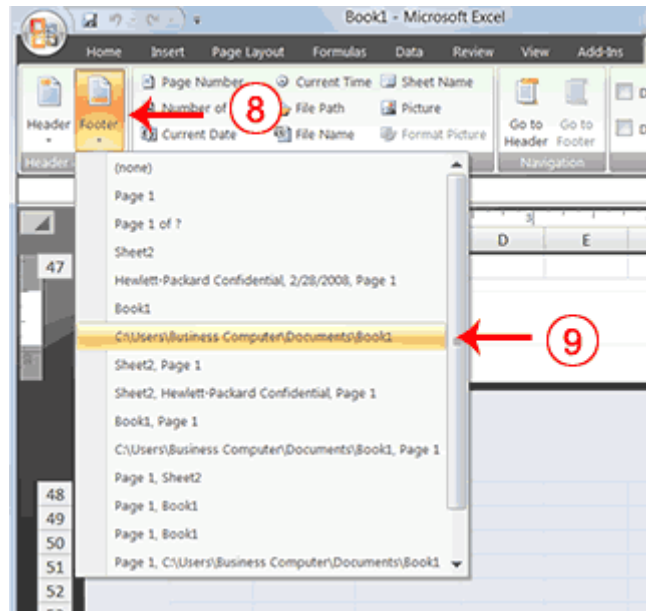 Book1 - Microsoft Excel
Home Insert Page Layout Formulas Data Review View Add-Ins
Header Footer Page Number Current Time Sheet Name
Number of File Path Picture
Current Date File Name Format Picture
Go to Header Go to Footer
8
Header Navigation
(none)
Page 1
Page 1 of ?
Sheet2
Hewlett-Packard Confidential, 2/28/2008, Page 1
Book1
C:\Users\Business Computer\Documents\Book1
9
Sheet2, Page 1
Sheet2, Hewlett-Packard Confidential, Page 1
Book1, Page 1
C:\Users\Business Computer\Documents\Book1, Page 1
Page 1, Sheet2
Page 1, Book1
Page 1, Book1
Page 1, C:\Users\Business Computer\Documents\Book1
3
D E
47
48
49
50
51
52